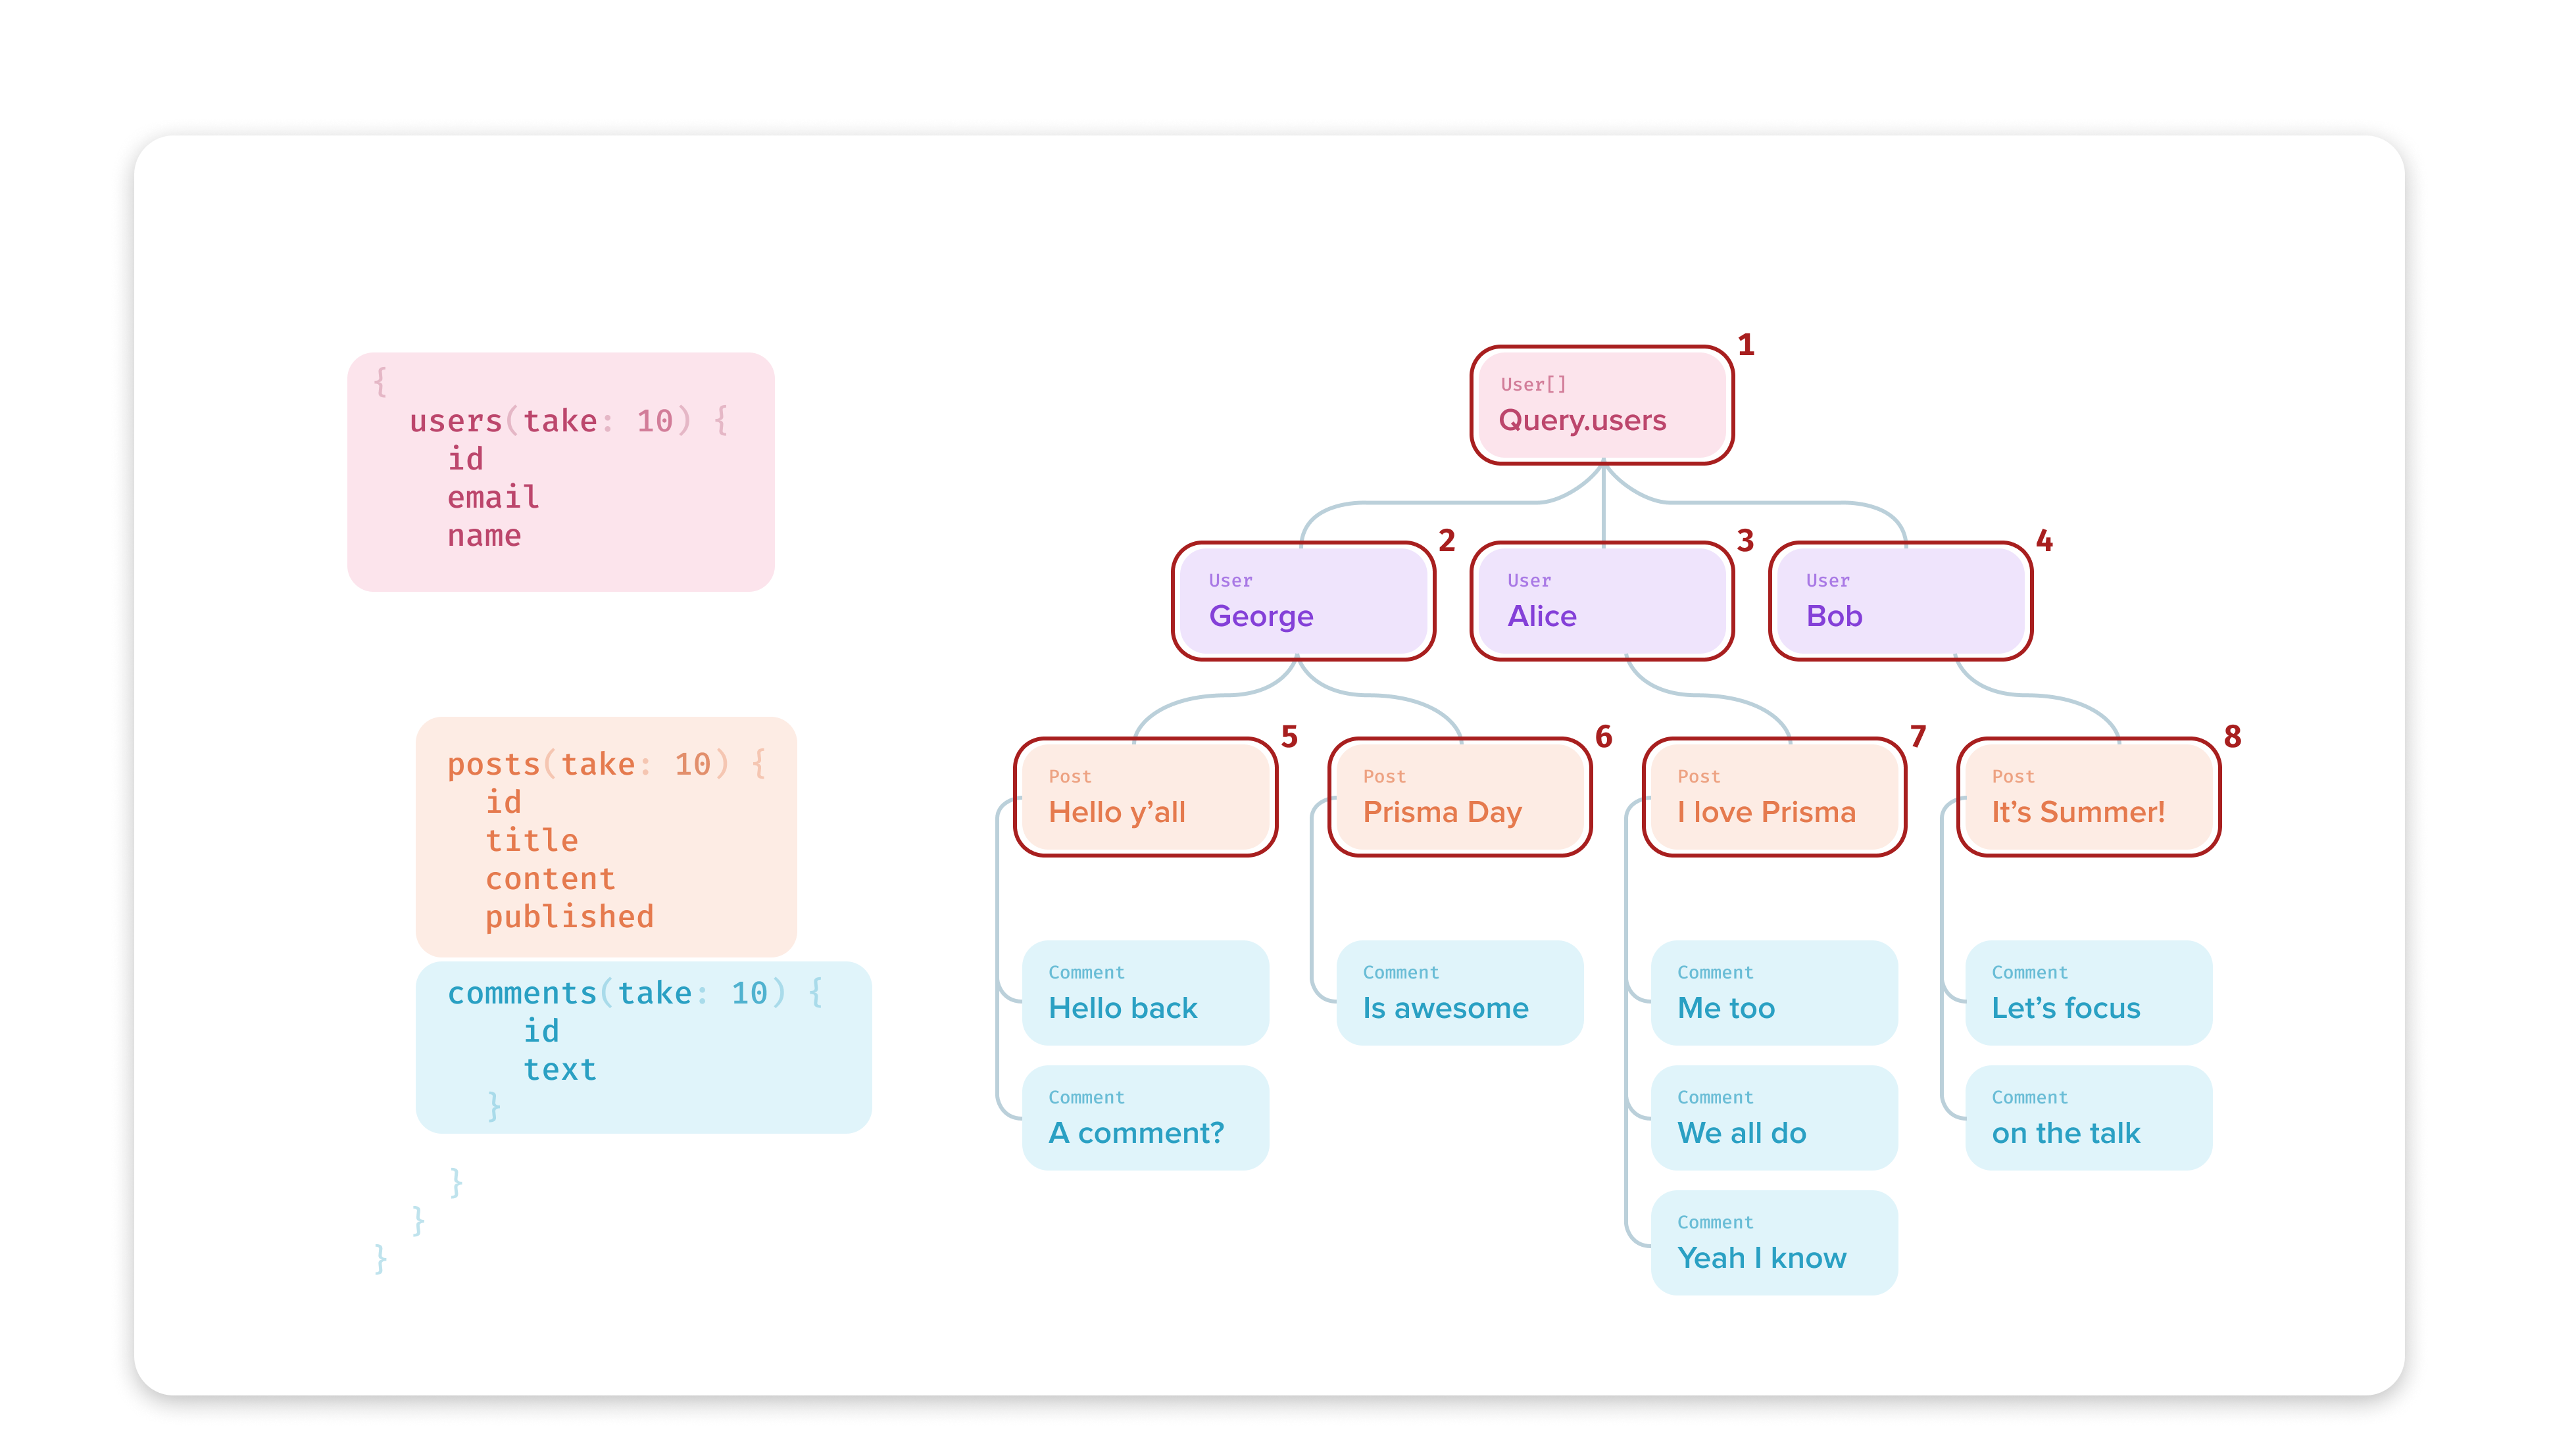 {
  users(take: 10) {
    id
    email
    name
    posts(take: 10) {
      id
      title
      content
      published
    comments(take: 10) {
        id
        text
      }
    }
  }
}
1
User[]
Query.users
2
User
George
3
User
Alice
4
User
Bob
5
Post
Hello y’all
6
Post
Prisma Day
7
Post
I love Prisma
8
Post
It’s Summer!
Comment
Hello back
Comment
A comment?
Comment
Is awesome
Comment
Me too
Comment
We all do
Comment
Yeah I know
Comment
Let’s focus
Comment
on the talk